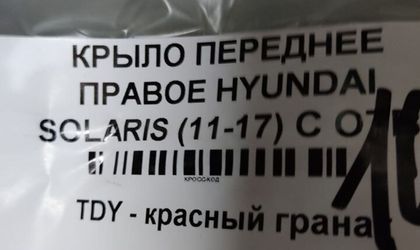 КРЫЛО ПЕРЕДНЕЕ
ПРАВОЕ HYUNDAI
SOLARIS (11-17) С
TDY - красный